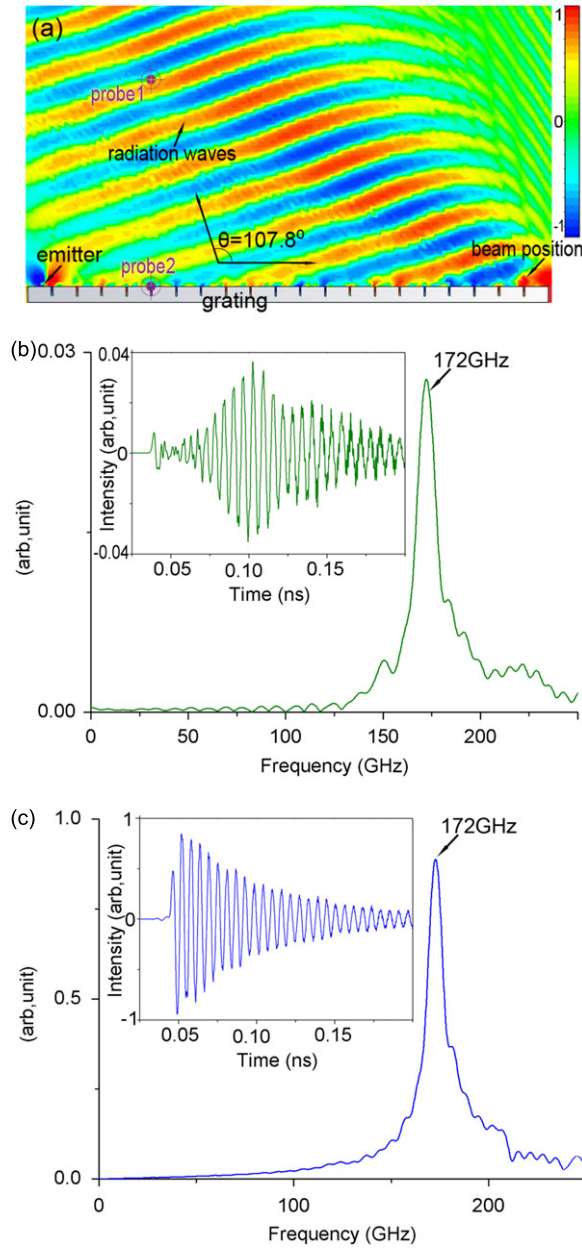 (a)
1
0
-1
probe1
radiation waves
θ=107.8º
emitter
probe2
beam position
grating
(b)
0.03
0.00
(arb,unit)
172GHz
0.04
0
-0.04
Intensity (arb,unit)
0.05 0.10 0.15
Time (ns)
0 50 100 150 200
Frequency (GHz)
(c)
1.0
0.5
0.0
(arb,unit)
172GHz
1
0
-1
Intensity (arb,unit)
0.05 0.10 0.15
Time (ns)
0 100 200
Frequency (GHz)